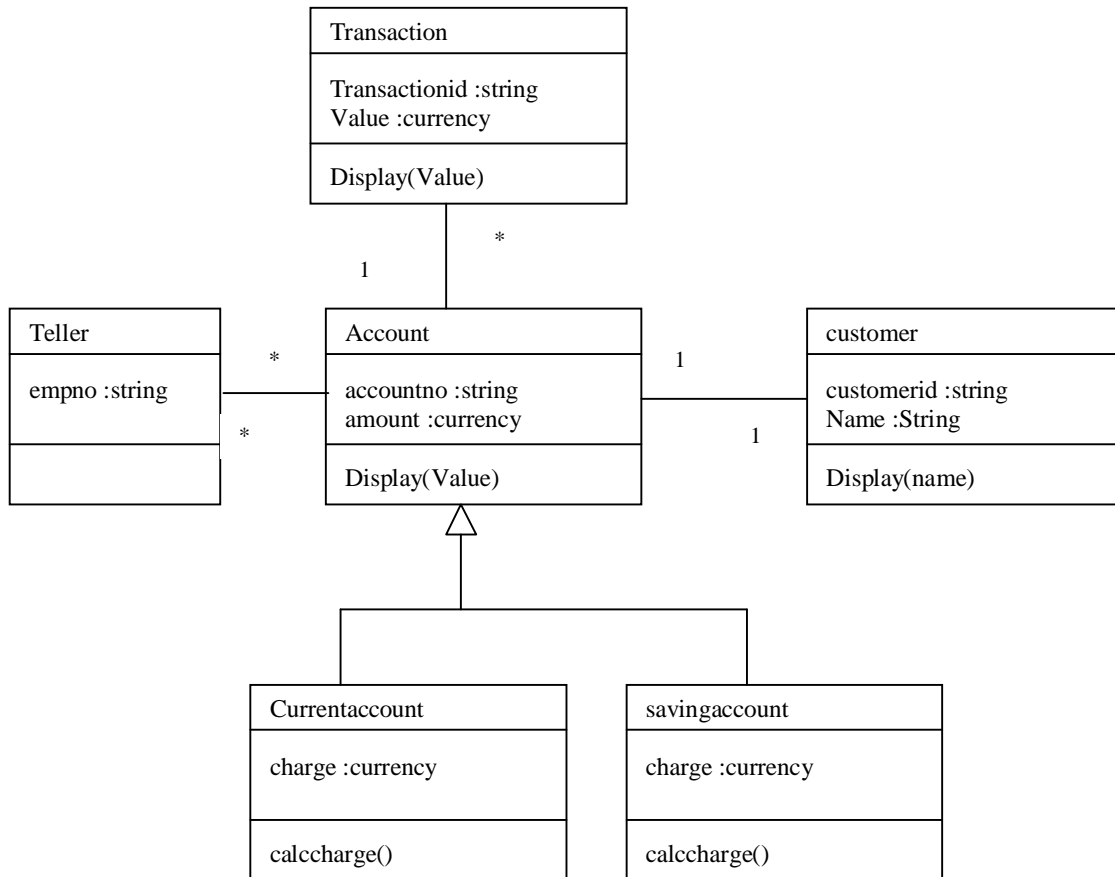 Transaction
Transactionid :string
Value :currency
Display(Value)
*
1
Teller
empno :string
*
*
Account
accountno :string
amount :currency
Display(Value)
1
1
customer
customerid :string
Name :String
Display(name)
Currentaccount
charge :currency
calccharge()
savingaccount
charge :currency
calccharge()